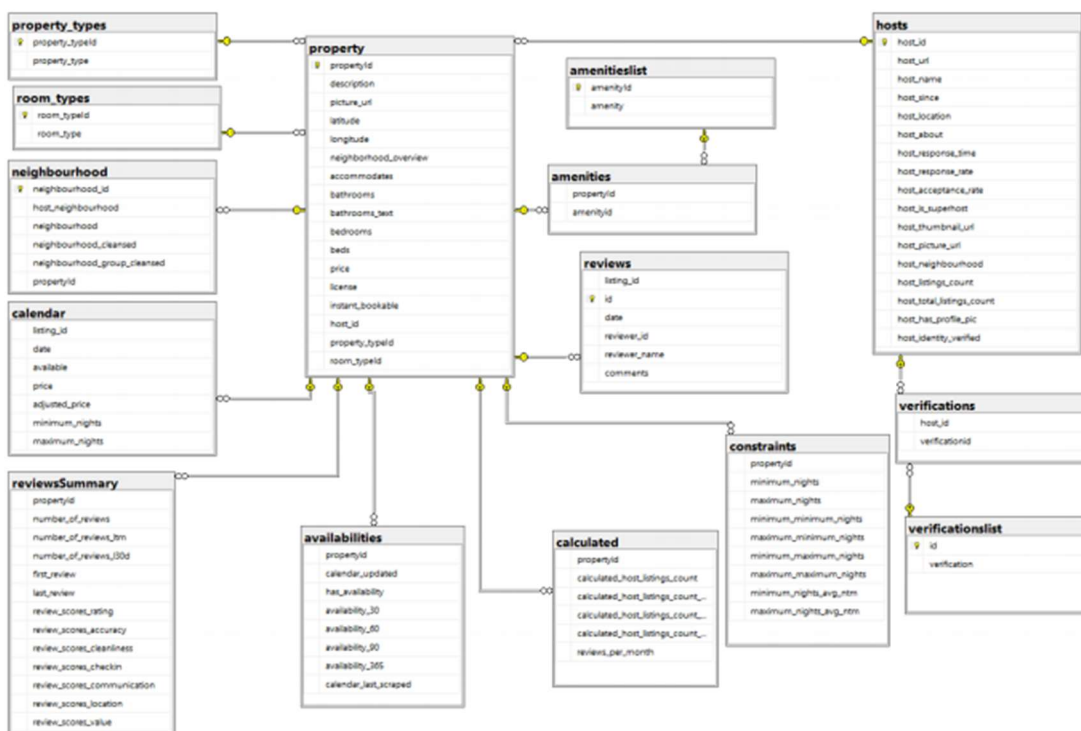 property_types
property_typeId
property_type
room_types
room_typeId
room_type
neighbourhood
neighbourhood_id
host_neighbourhood
neighbourhood
neighbourhood_cleansed
neighbourhood_group_cleansed
propertyId
calendar
listing_id
date
available
price
adjusted_price
minimum_nights
maximum_nights
reviewsSummary
propertyId
number_of_reviews
number_of_reviews_ltm
number_of_reviews_l30d
first_review
last_review
review_scores_rating
review_scores_accuracy
review_scores_cleanliness
review_scores_checkin
review_scores_communication
review_scores_location
review_scores_value
property
propertyId
description
picture_url
latitude
longitude
neighborhood_overview
accommodates
bathrooms
bathrooms_text
bedrooms
beds
price
license
instant_bookable
host_id
property_typeId
room_typeId
availabilities
propertyId
calendar_updated
has_availability
availability_30
availability_60
availability_90
availability_365
calendar_last_scraped
amenitieslist
amenityId
amenity
amenities
propertyId
amenityId
reviews
listing_id
id
date
reviewer_id
reviewer_name
comments
calculated
propertyId
calculated_host_listings_count
calculated_host_listings_count_...
calculated_host_listings_count_...
calculated_host_listings_count_...
reviews_per_month
constraints
propertyId
minimum_nights
maximum_nights
minimum_minimum_nights
maximum_minimum_nights
minimum_maximum_nights
maximum_maximum_nights
minimum_nights_avg_ntm
maximum_nights_avg_ntm
hosts
host_id
host_url
host_name
host_since
host_location
host_about
host_response_time
host_response_rate
host_acceptance_rate
host_is_superhost
host_thumbnail_url
host_picture_url
host_neighbourhood
host_listings_count
host_total_listings_count
host_has_profile_pic
host_identity_verified
verifications
host_id
verificationid
verificationslist
id
verification